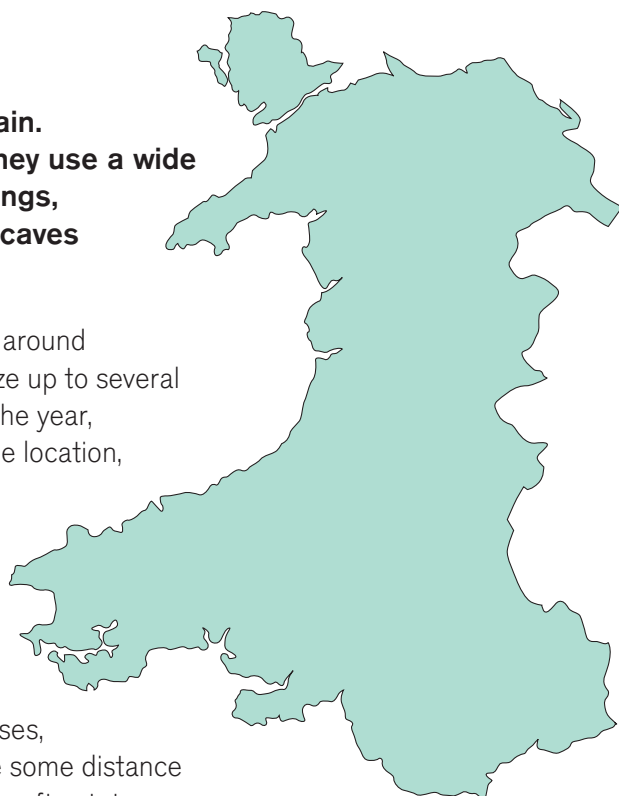 ain.
hey use a wide
ngs,
caves
around
ze up to several
he year,
e location,
ses,
e some distance